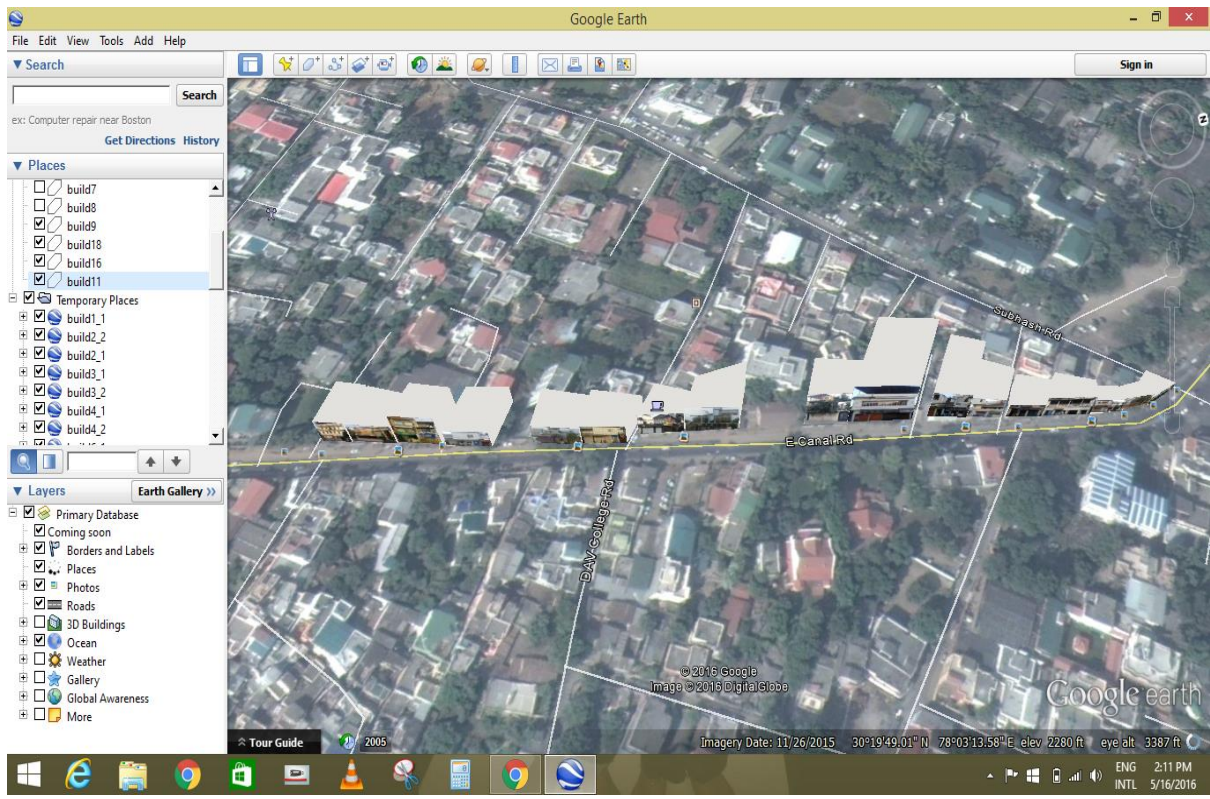 Google Earth
File Edit View Tools Add Help
▼ Search
Search
ex: Computer repair near Boston
Get Directions History
▼ Places
build7
build8
build9
build18
build16
build11
Temporary Places
build1_1
build2_2
build2_1
build3_1
build3_2
build4_1
build4_2
▼ Layers
Earth Gallery »
Primary Database
Coming soon
Borders and Labels
Places
Photos
Roads
3D Buildings
Ocean
Weather
Gallery
Global Awareness
More
Sign in
N
Subhash Rd
E Canal Rd
DAV College Rd
© 2016 Google
Image © 2016 DigitalGlobe
Google earth
Tour Guide
2005
Imagery Date: 11/26/2015 30°19'49.01" N 78°03'13.58" E elev 2280 ft eye alt 3387 ft
ENG 2:11 PM
INTL 5/16/2016